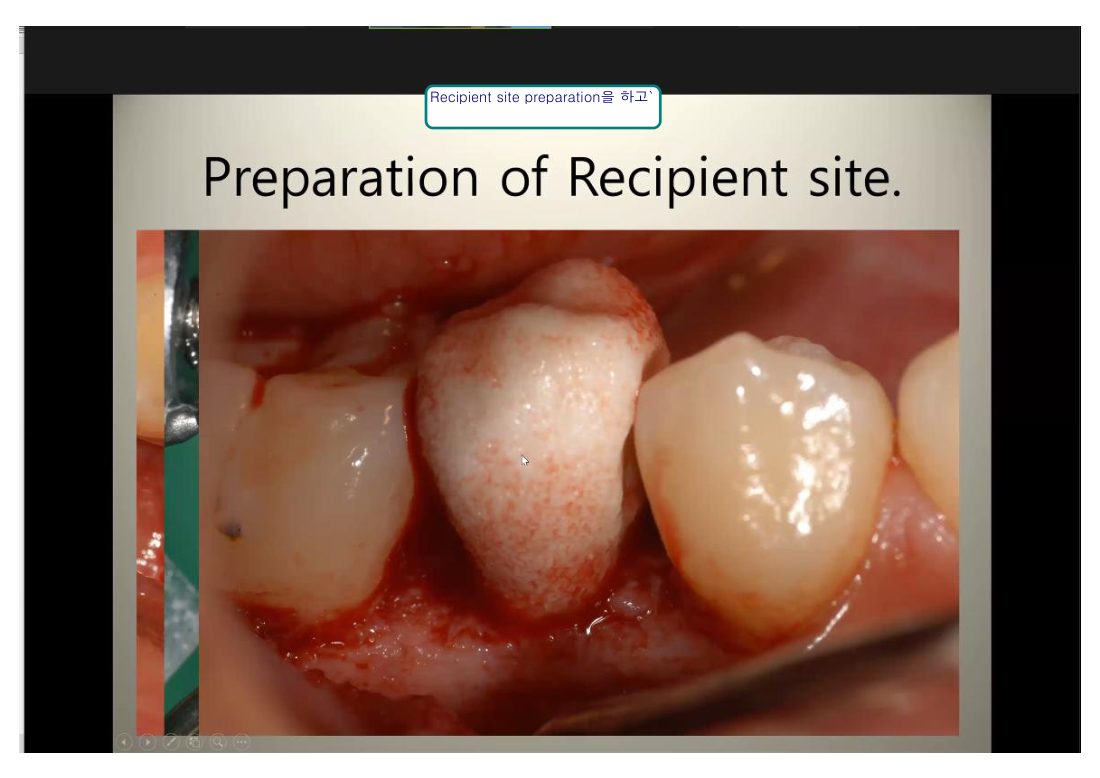 Recipient site preparation을 하고`
Preparation of Recipient site.